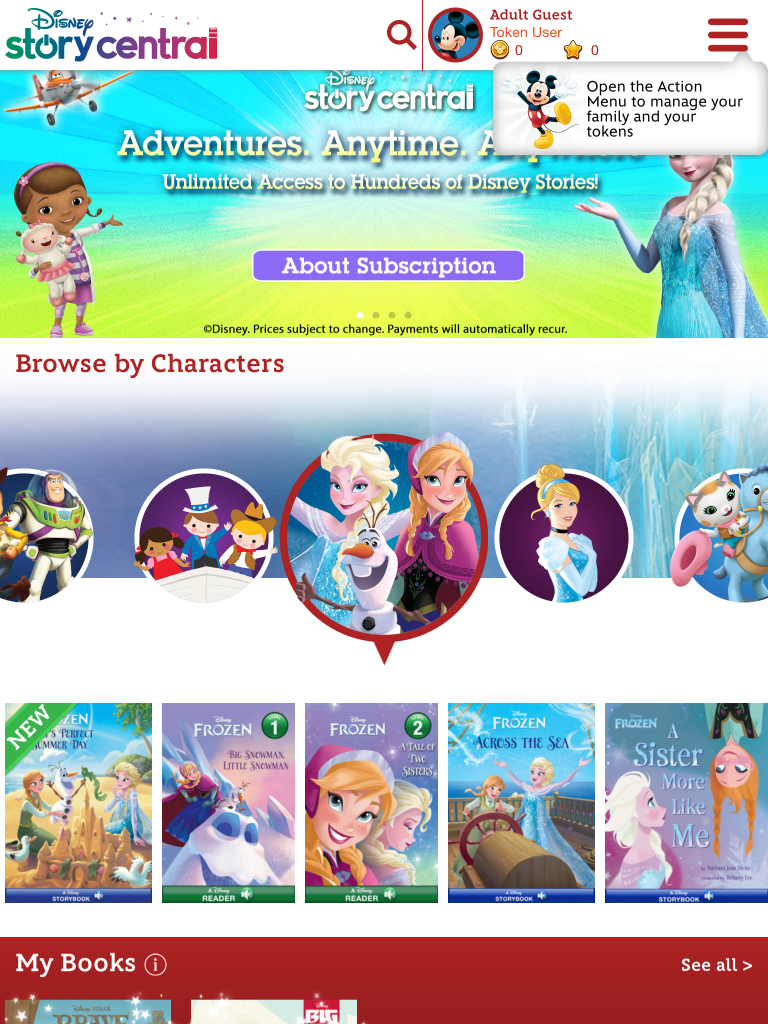 Disney
story central
Adult Guest
Token User
0 0
Open the Action
Menu to manage your
family and your
tokens
Disney
story central
Adventures. Anytime.
Unlimited Access to Hundreds of Disney Stories!
About Subscription
©Disney. Prices subject to change. Payments will automatically recur.
Browse by Characters
NEW
Perfect
Summer Day
A Disney
STORYBOOK
Disney
FROZEN
LEVEL
1
Big Snowman,
Little Snowman
A Disney
READER
Disney
FROZEN
LEVEL
2
A Tale of
Two
Sisters
A Disney
READER
Disney
FROZEN
Across the Sea
A Disney
STORYBOOK
Disney
FROZEN
A
Sister
More
Like
Me
by Barbara Jean Hicks
Illustrated by Brittney Lee
A Disney
STORYBOOK
My Books i
See all >
Disney PIXAR
BRAVE
BIG